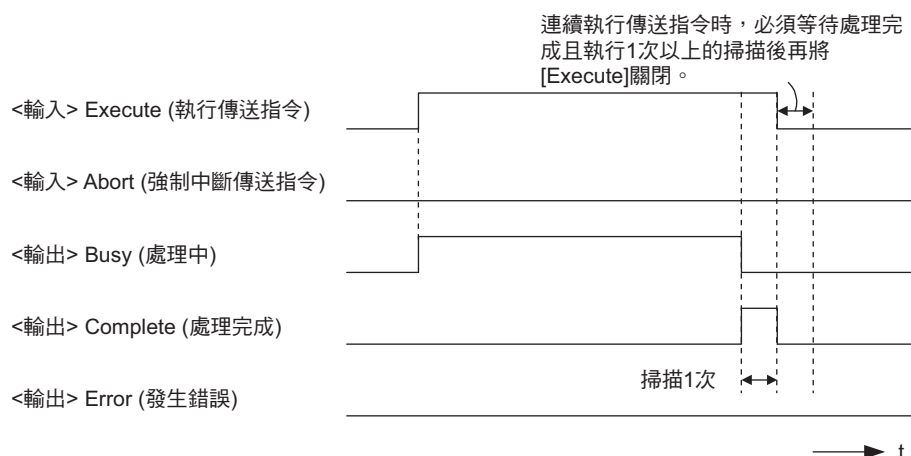 連續執行傳送指令時，必須等待處理完
成且執行1次以上的掃描後再將
[Execute]關閉。
<輸入> Execute (執行傳送指令)
<輸入> Abort (強制中斷傳送指令)
<輸出> Busy (處理中)
<輸出> Complete (處理完成)
掃描1次
<輸出> Error (發生錯誤)
t